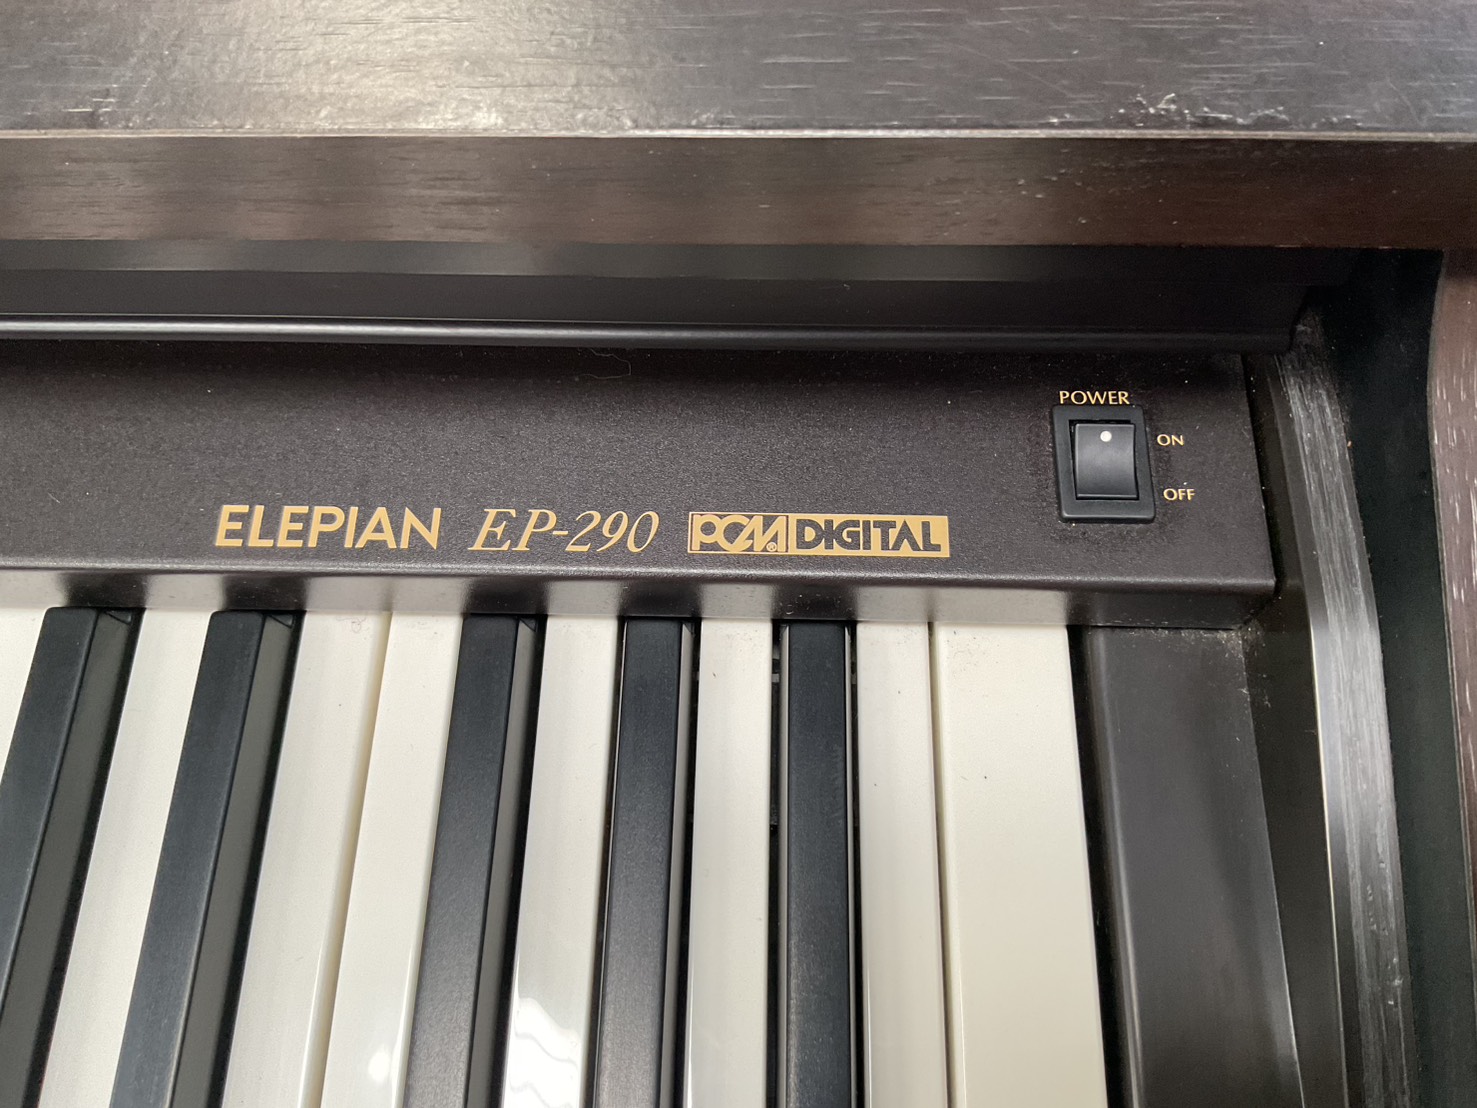 POWER
ON
OFF
ELEPIAN EP-290 PCM® DIGITAL